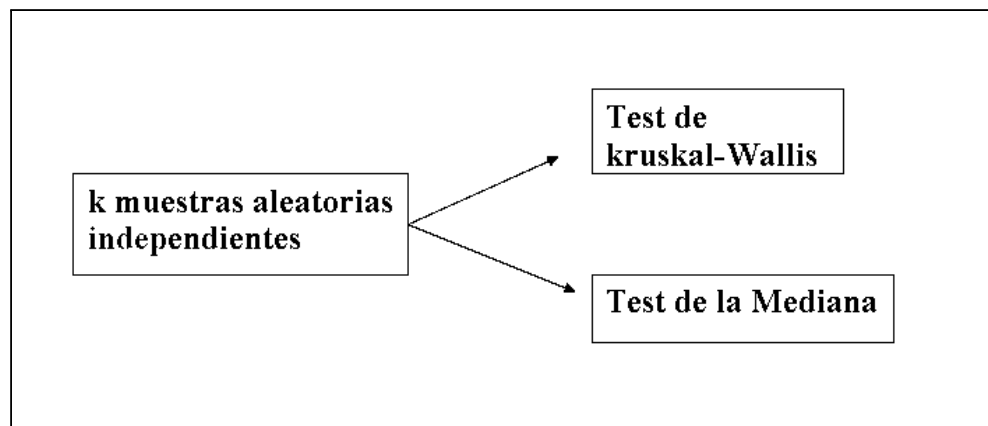 Test de
kruskal-Wallis
k muestras aleatorias
independientes
Test de la Mediana